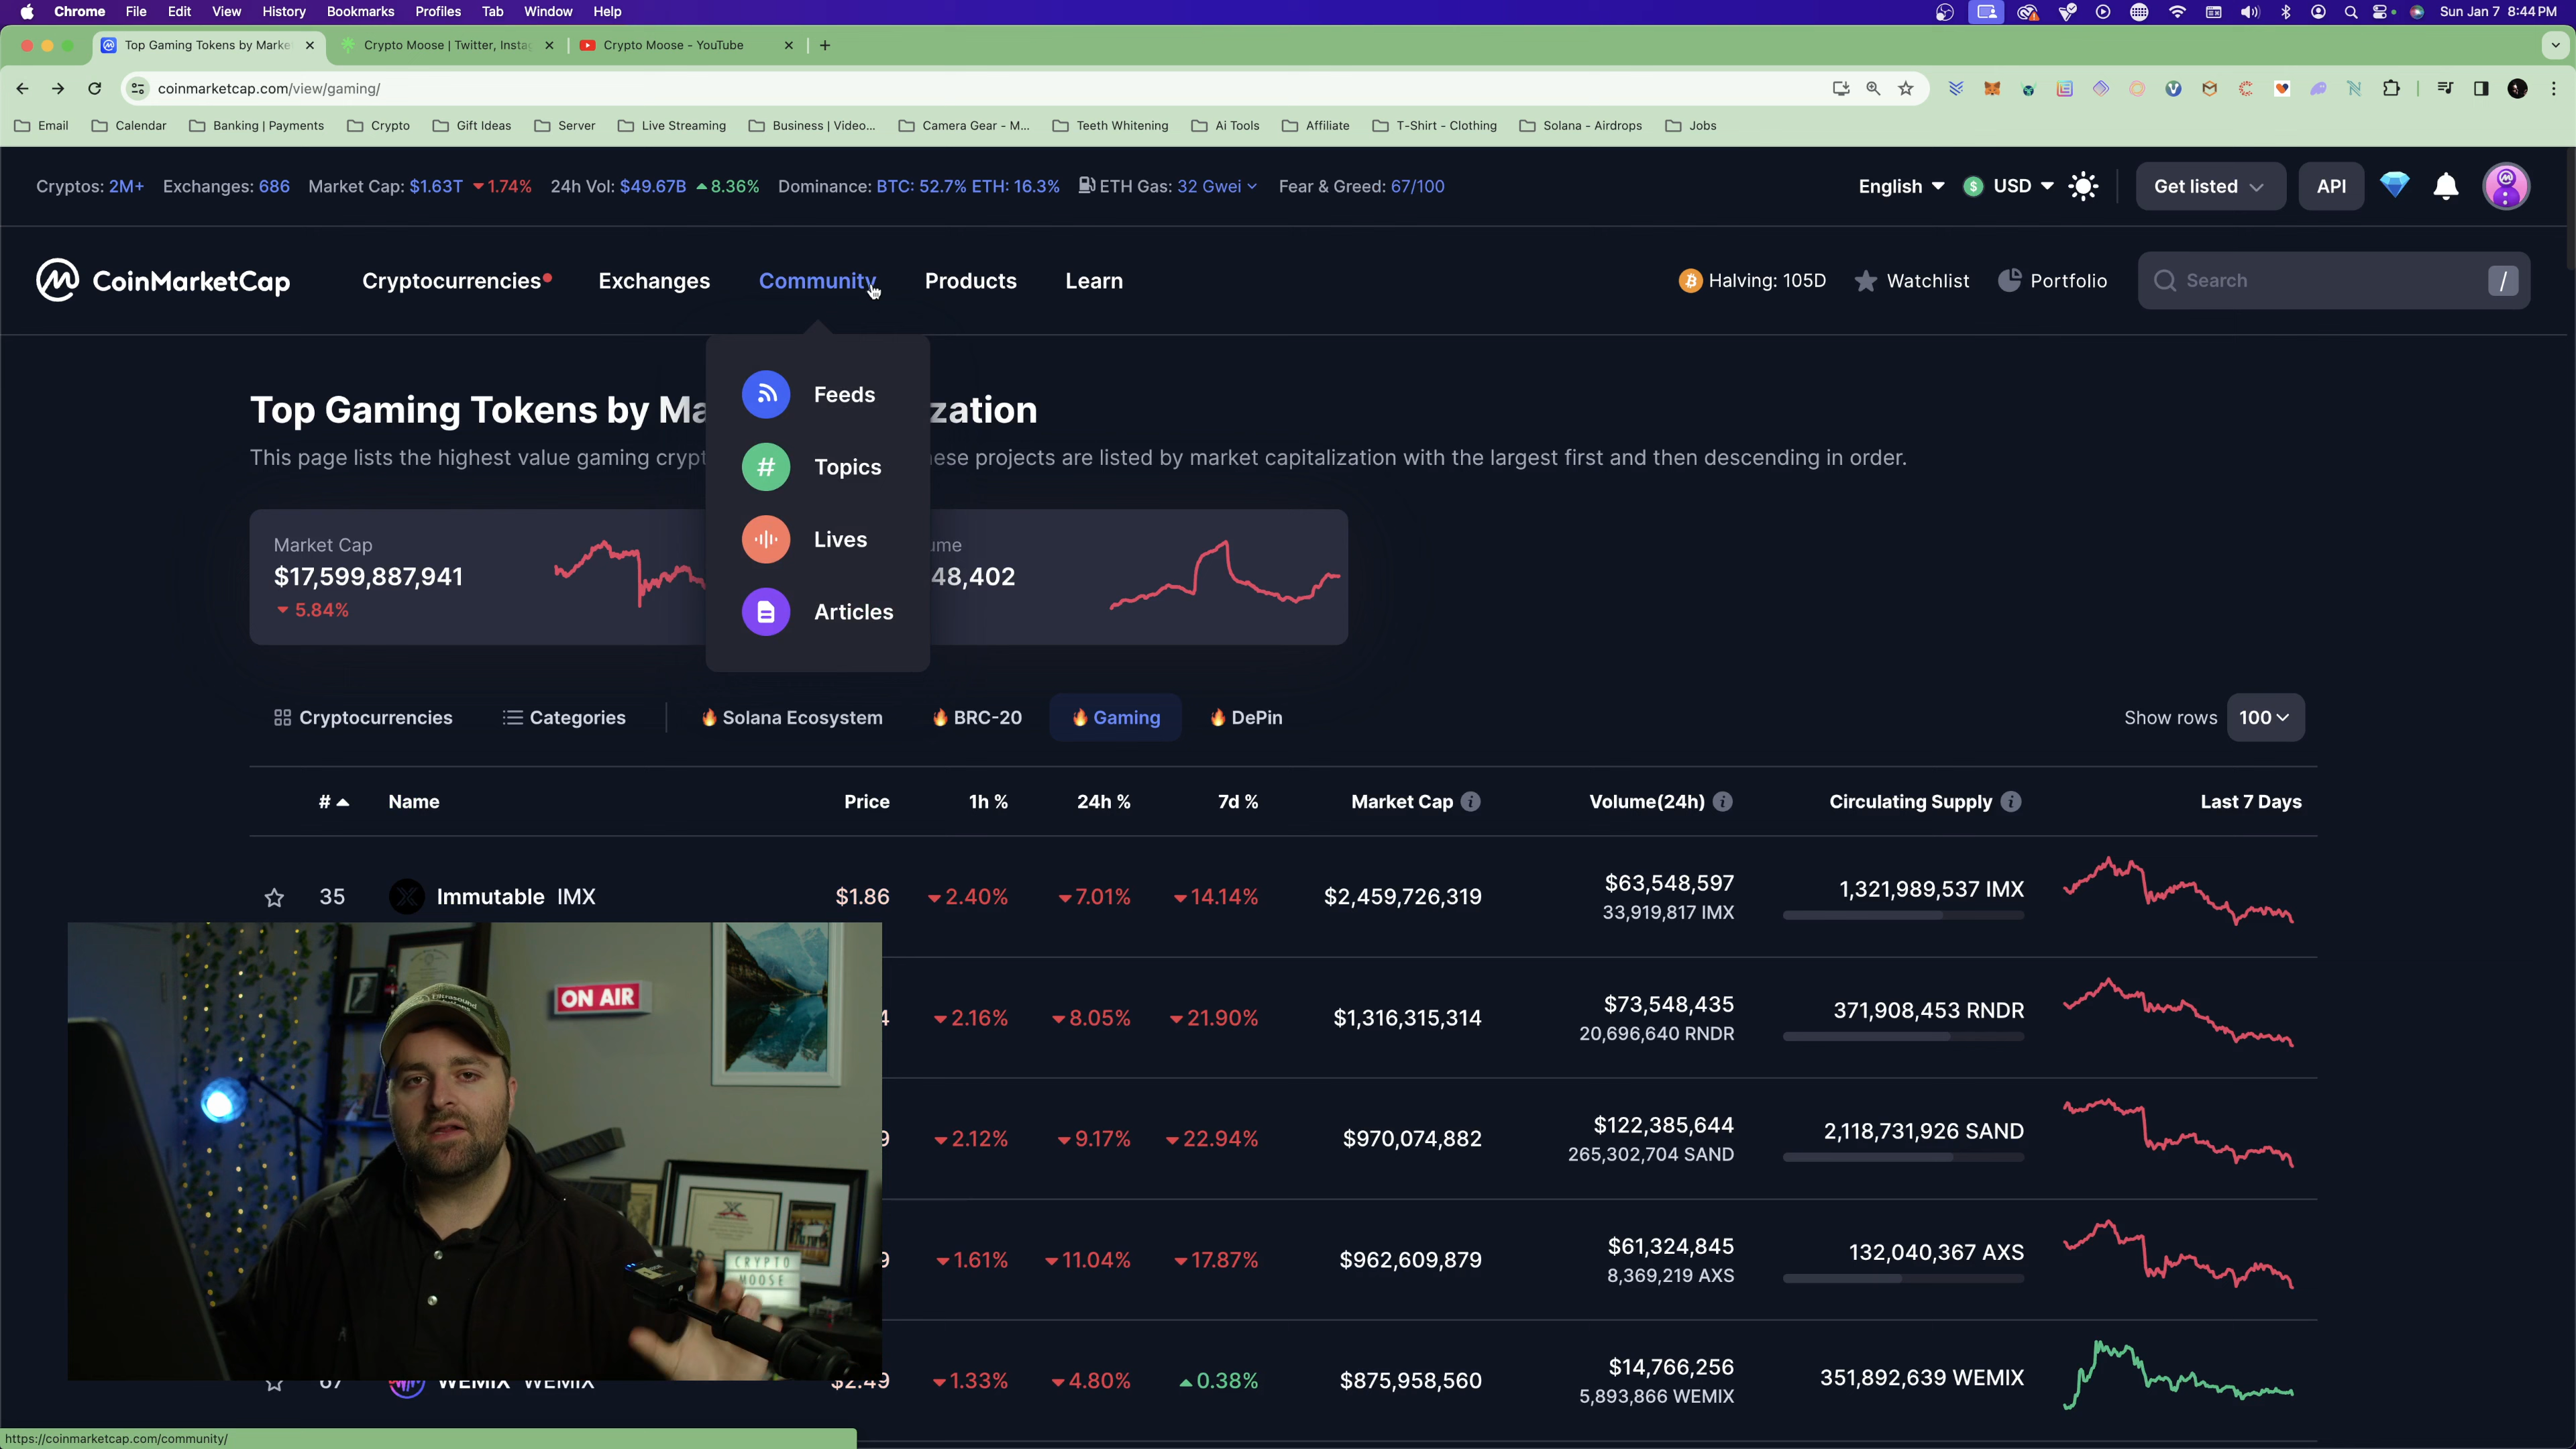 Chrome File Edit View History Bookmarks Profiles Tab Window Help Sun Jan 7 8:44 PM
Top Gaming Tokens by Marke
Crypto Moose | Twitter, Insta
Crypto Moose - YouTube
coinmarketcap.com/view/gaming/
Email Calendar Banking | Payments Crypto Gift Ideas Server Live Streaming Business | Video... Camera Gear - M... Teeth Whitening Ai Tools Affiliate T-Shirt - Clothing Solana - Airdrops Jobs
Cryptos: 2M+ Exchanges: 686 Market Cap: $1.63T 1.74% 24h Vol: $49.67B 8.36% Dominance: BTC: 52.7% ETH: 16.3% ETH Gas: 32 Gwei Fear & Greed: 67/100 English USD Get listed API
CoinMarketCap Cryptocurrencies Exchanges Community Products Learn Halving: 105D Watchlist Portfolio Search /
Feeds
Topics
Lives
Articles
Top Gaming Tokens by Ma zation
This page lists the highest value gaming crypt ese projects are listed by market capitalization with the largest first and then descending in order.
Market Cap
$17,599,887,941
5.84%
ume
48,402
Cryptocurrencies Categories Solana Ecosystem BRC-20 Gaming DePin Show rows 100
# Name Price 1h % 24h % 7d % Market Cap Volume(24h) Circulating Supply Last 7 Days
35 Immutable IMX $1.86 2.40% 7.01% 14.14% $2,459,726,319 $63,548,597 1,321,989,537 IMX
33,919,817 IMX
4 2.16% 8.05% 21.90% $1,316,315,314 $73,548,435 371,908,453 RNDR
20,696,640 RNDR
9 2.12% 9.17% 22.94% $970,074,882 $122,385,644 2,118,731,926 SAND
265,302,704 SAND
9 1.61% 11.04% 17.87% $962,609,879 $61,324,845 132,040,367 AXS
8,369,219 AXS
67 WEMIX WEMIX $2.49 1.33% 4.80% 0.38% $875,958,560 $14,766,256 351,892,639 WEMIX
5,893,866 WEMIX
ON AIR
CRYPTO
MOOSE
https://coinmarketcap.com/community/